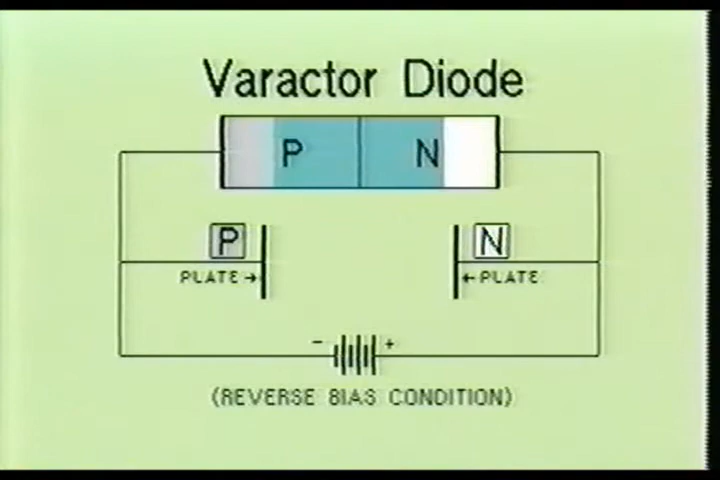 Varactor Diode
P N
P N
PLATE→ ←PLATE
- +
(REVERSE BIAS CONDITION)